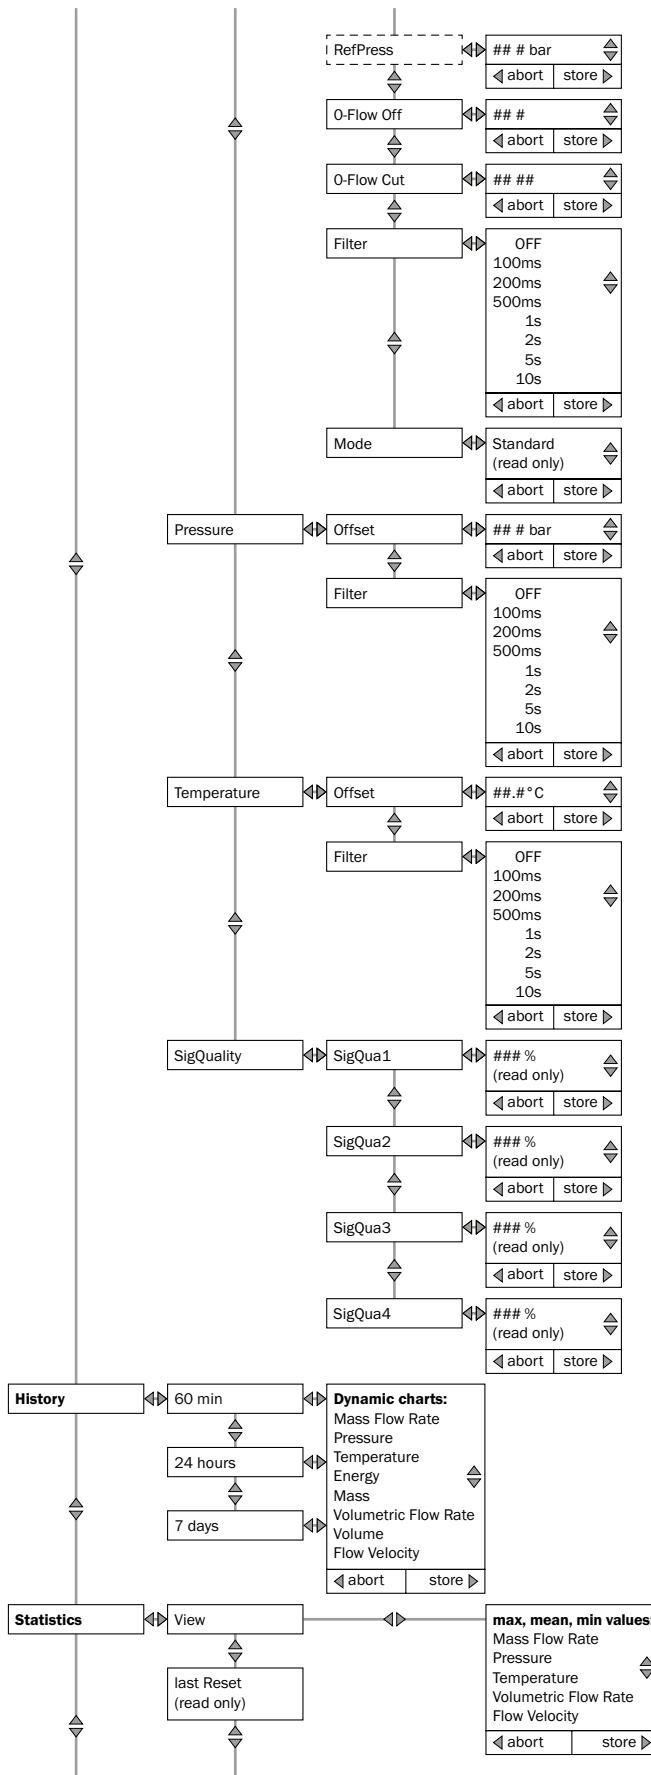 RefPress
## # bar
abort store
0-Flow Off
## #
abort store
0-Flow Cut
## ##
abort store
Filter
OFF
100ms
200ms
500ms
1s
2s
5s
10s
abort store
Mode
Standard
(read only)
abort store
Pressure
Offset
## # bar
abort store
Filter
OFF
100ms
200ms
500ms
1s
2s
5s
10s
abort store
Temperature
Offset
##.#°C
abort store
Filter
OFF
100ms
200ms
500ms
1s
2s
5s
10s
abort store
SigQuality
SigQua1
### %
(read only)
abort store
SigQua2
### %
(read only)
abort store
SigQua3
### %
(read only)
abort store
SigQua4
### %
(read only)
abort store
History
60 min
24 hours
7 days
Dynamic charts:
Mass Flow Rate
Pressure
Temperature
Energy
Mass
Volumetric Flow Rate
Volume
Flow Velocity
abort store
Statistics
View
last Reset
(read only)
max, mean, min values:
Mass Flow Rate
Pressure
Temperature
Volumetric Flow Rate
Flow Velocity
abort store